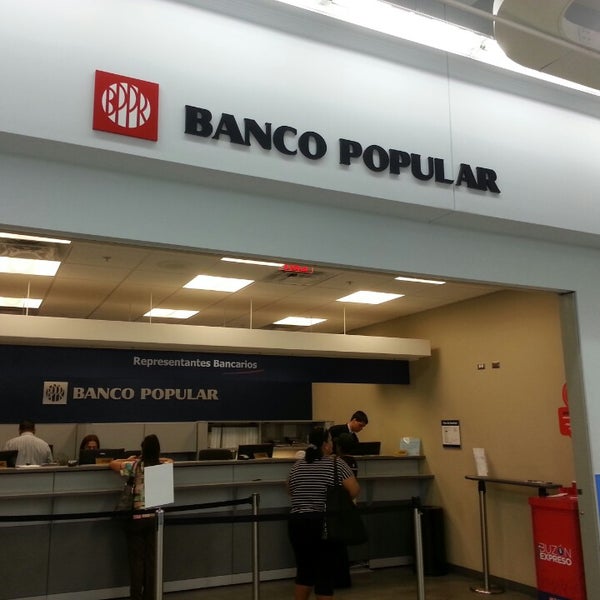 BPPR
BANCO POPULAR
Representantes Bancarios
BANCO POPULAR
BUZÓN
EXPRESO